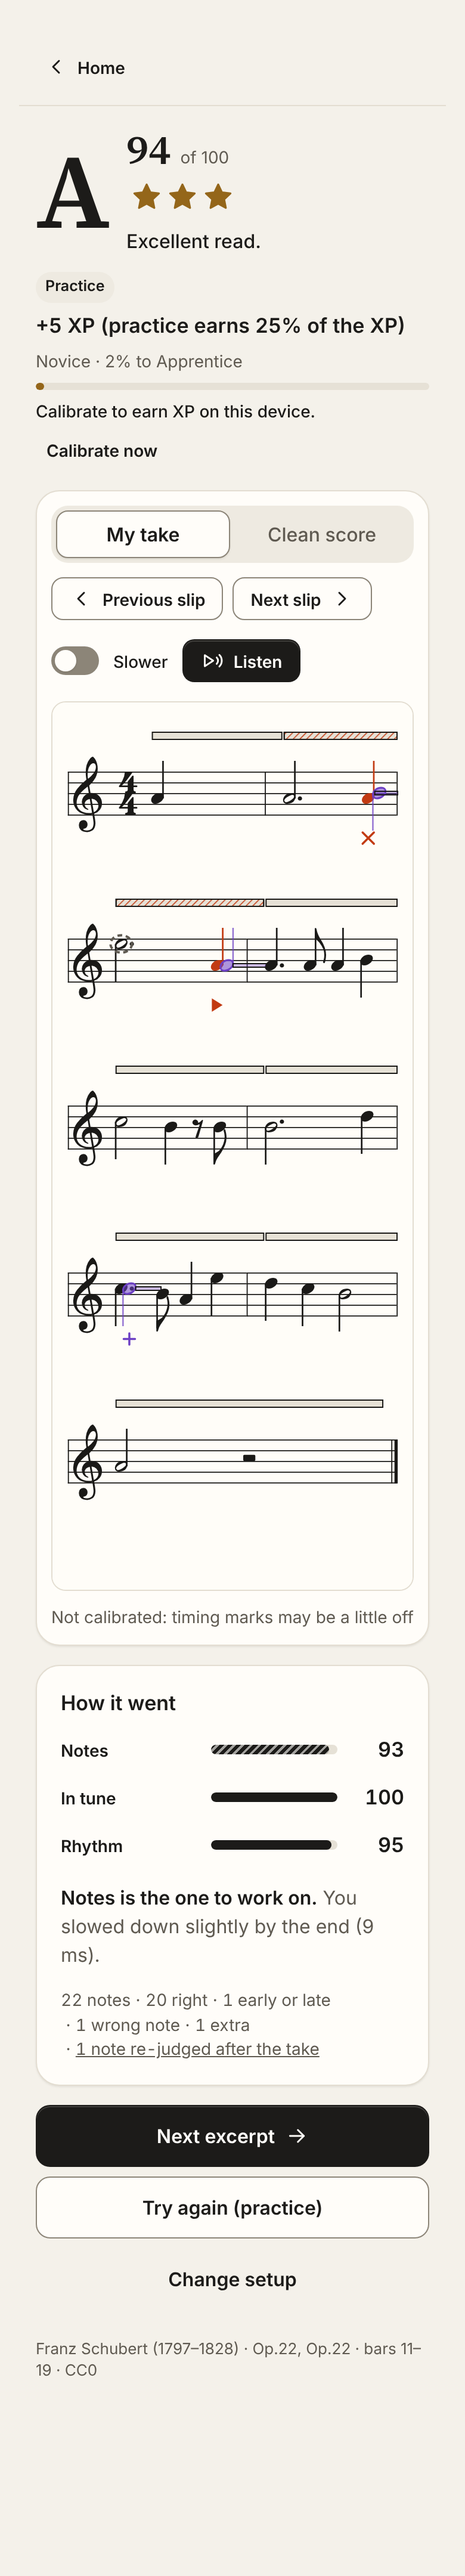 Home
A
94 of 100
Excellent read.
Practice
+5 XP (practice earns 25% of the XP)
Novice · 2% to Apprentice
Calibrate to earn XP on this device.
Calibrate now
My take
Clean score
Previous slip
Next slip
Slower
Listen
4
4
Not calibrated: timing marks may be a little off
How it went
Notes 93
In tune 100
Rhythm 95
Notes is the one to work on. You
slowed down slightly by the end (9
ms).
22 notes · 20 right · 1 early or late
· 1 wrong note · 1 extra
· 1 note re-judged after the take
Next excerpt →
Try again (practice)
Change setup
Franz Schubert (1797–1828) · Op.22, Op.22 · bars 11–
19 · CC0